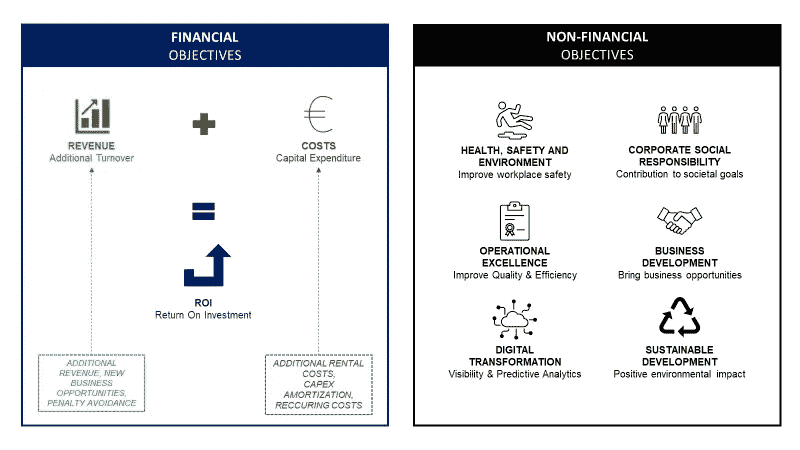 FINANCIAL
OBJECTIVES
REVENUE
Additional Turnover
COSTS
Capital Expenditure
ROI
Return On Investment
ADDITIONAL
REVENUE, NEW
BUSINESS
OPPORTUNITIES,
PENALTY AVOIDANCE
ADDITIONAL RENTAL
COSTS,
CAPEX
AMORTIZATION,
RECCURING COSTS
NON-FINANCIAL
OBJECTIVES
HEALTH, SAFETY AND
ENVIRONMENT
Improve workplace safety
CORPORATE SOCIAL
RESPONSIBILITY
Contribution to societal goals
OPERATIONAL
EXCELLENCE
Improve Quality & Efficiency
BUSINESS
DEVELOPMENT
Bring business opportunities
DIGITAL
TRANSFORMATION
Visibility & Predictive Analytics
SUSTAINABLE
DEVELOPMENT
Positive environmental impact